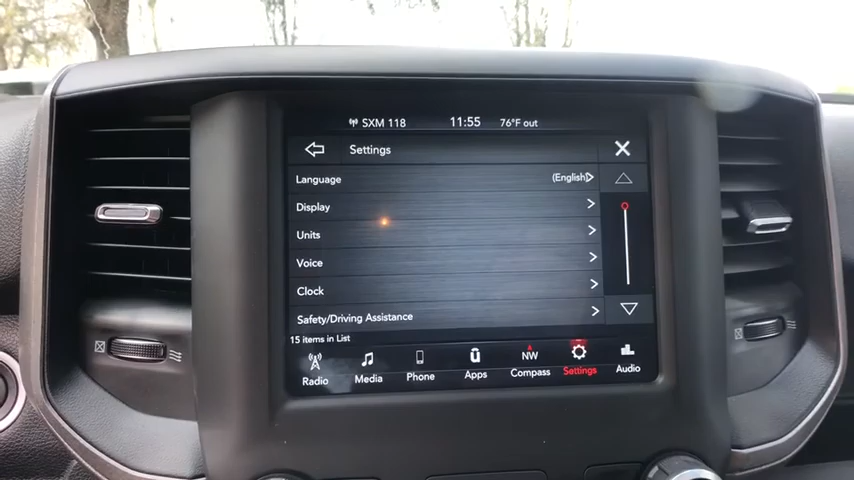 SXM 118 11:55 76°F out
Settings
Language (English)
Display
Units
Voice
Clock
Safety/Driving Assistance
15 items in List
NW
Radio Media Phone Apps Compass Settings Audio